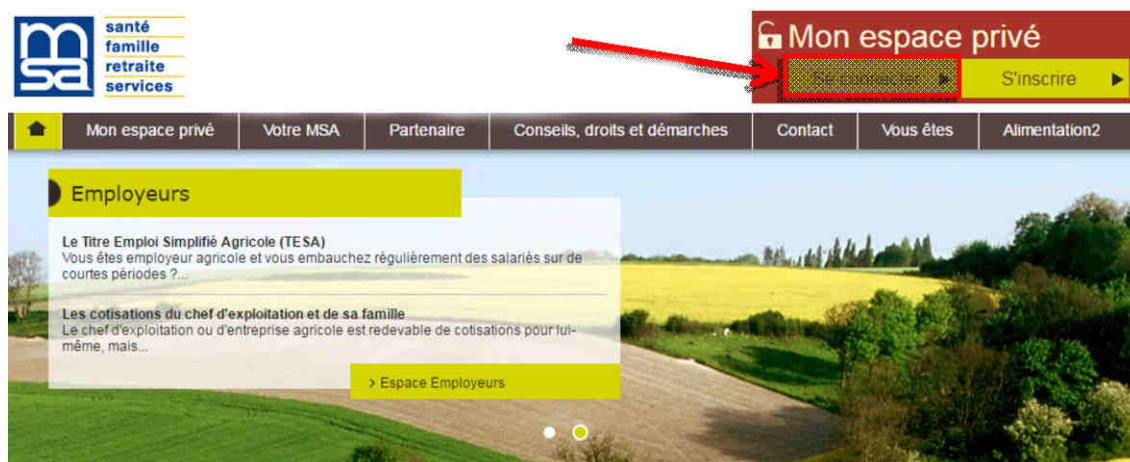 msa
santé
famille
retraite
services
Mon espace privé
Se connecter
S'inscrire
Mon espace privé
Votre MSA
Partenaire
Conseils, droits et démarches
Contact
Vous êtes
Alimentation2
Employeurs
Le Titre Emploi Simplifié Agricole (TESA)
Vous êtes employeur agricole et vous embauchez régulièrement des salariés sur de
courtes périodes ?...
Les cotisations du chef d'exploitation et de sa famille
Le chef d'exploitation ou d'entreprise agricole est redevable de cotisations pour lui-
même, mais...
> Espace Employeurs